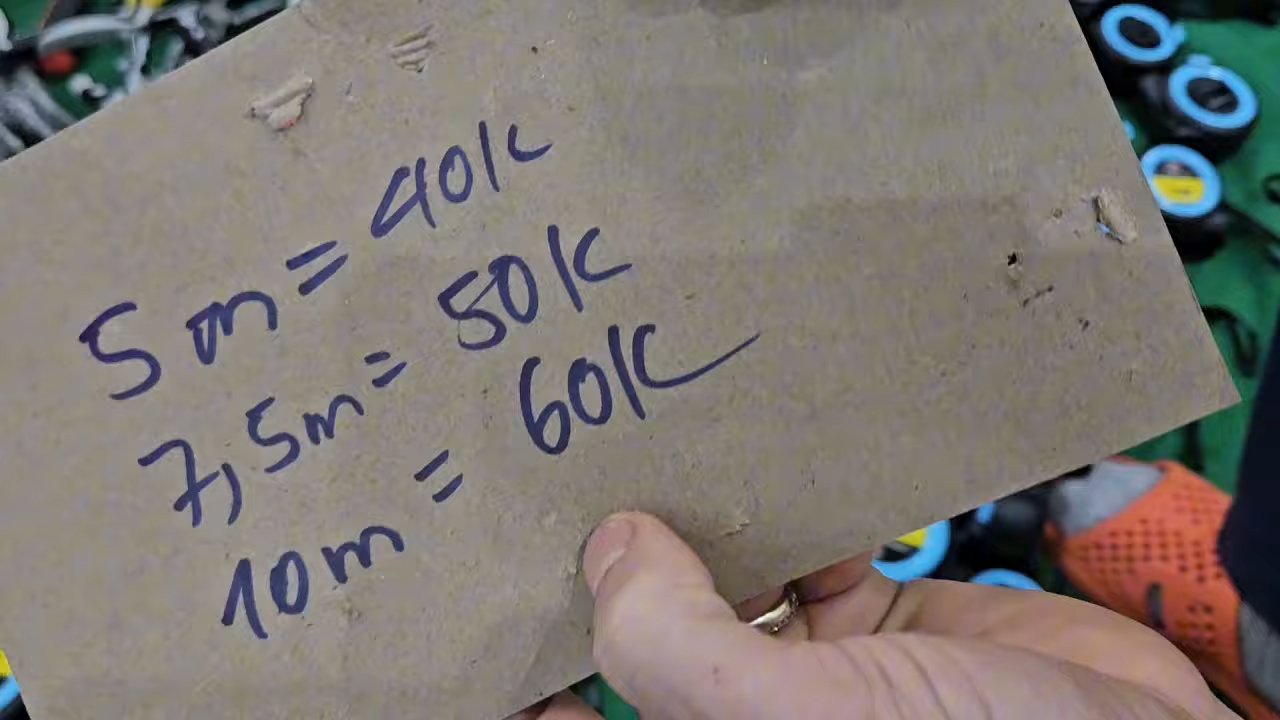 5m = 40K
7,5m = 50K
10m = 60K